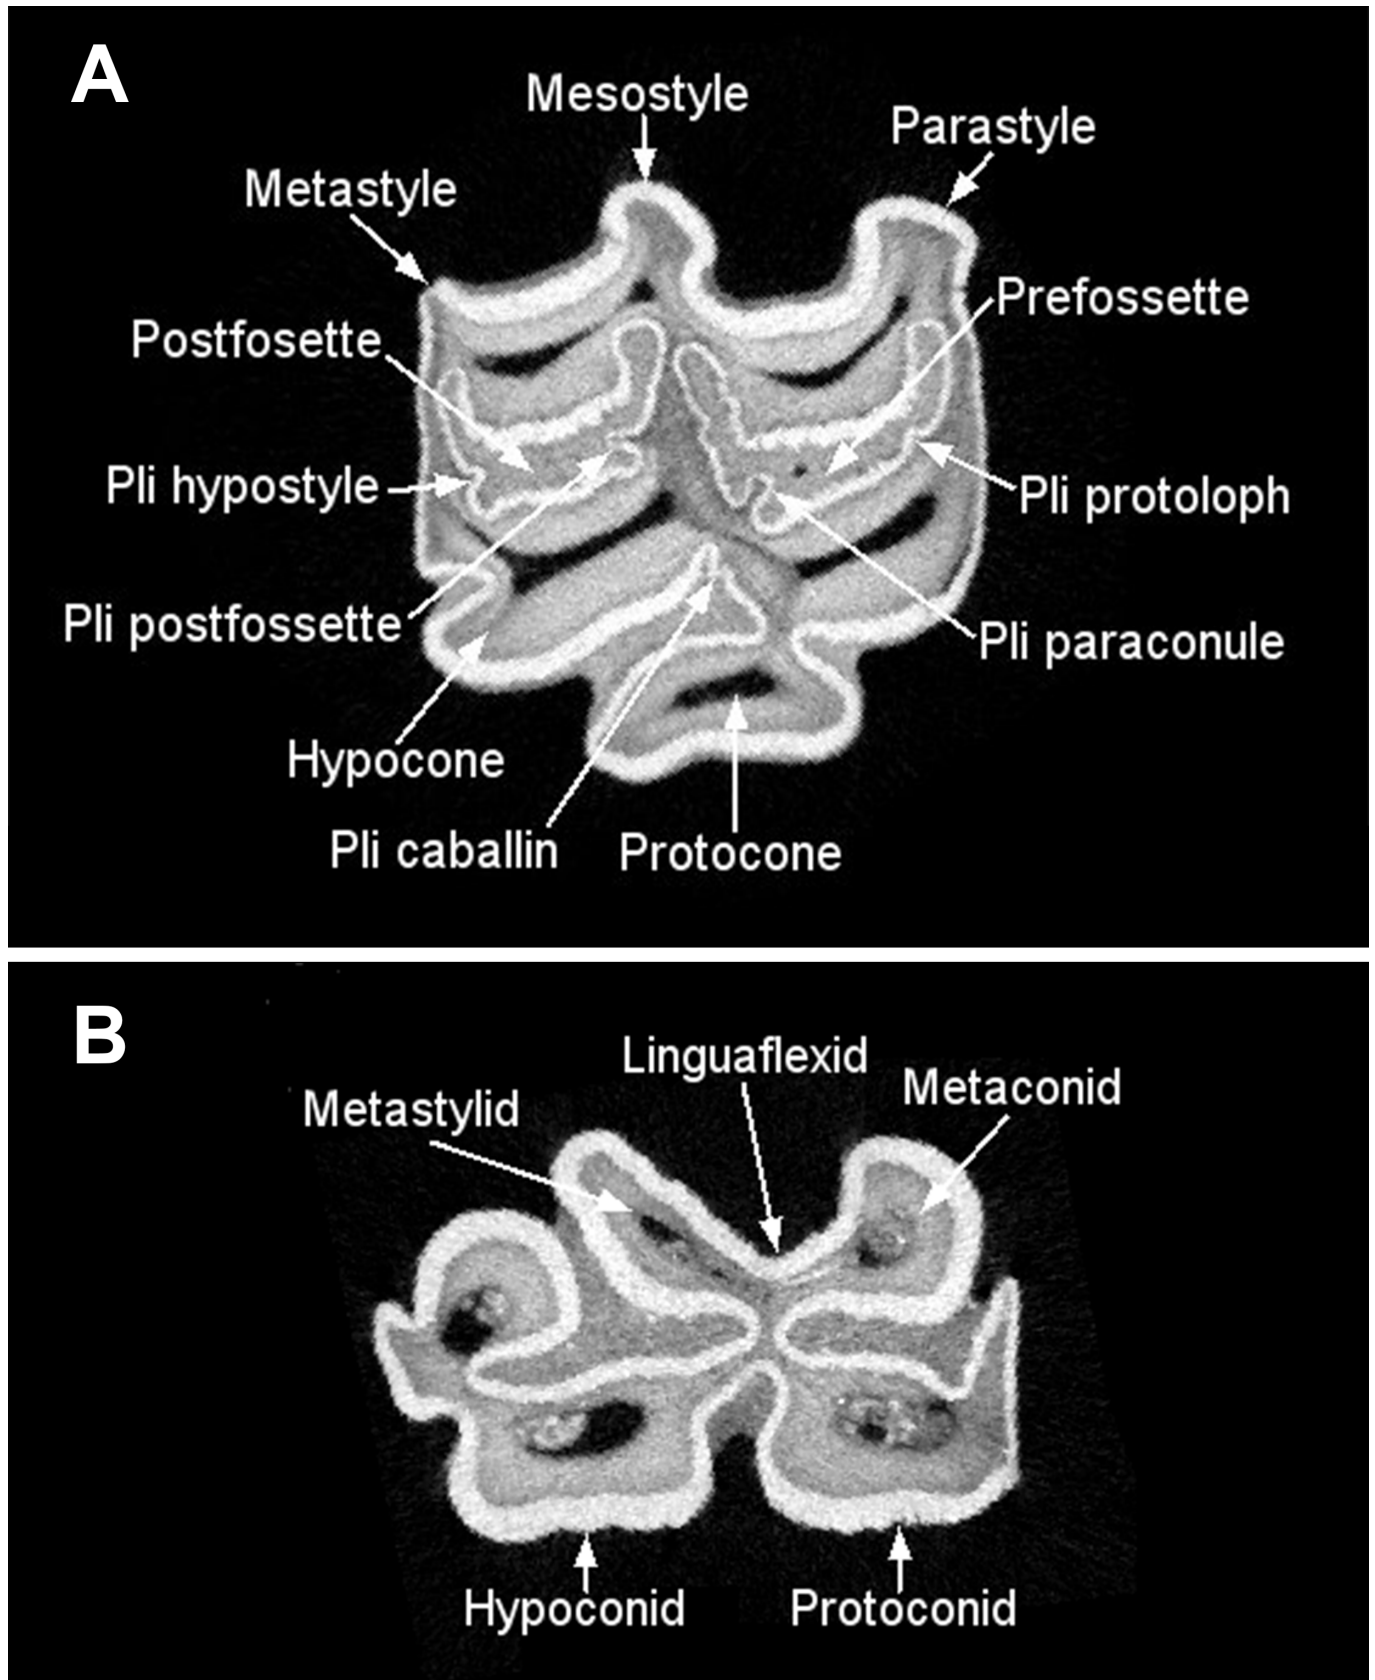 A
Mesostyle
Parastyle
Metastyle
Prefossette
Postfosette
Pli hypostyle
Pli protoloph
Pli postfossette
Pli paraconule
Hypocone
Pli caballin
Protocone
B
Linguaflexid
Metaconid
Metastylid
Hypoconid
Protoconid